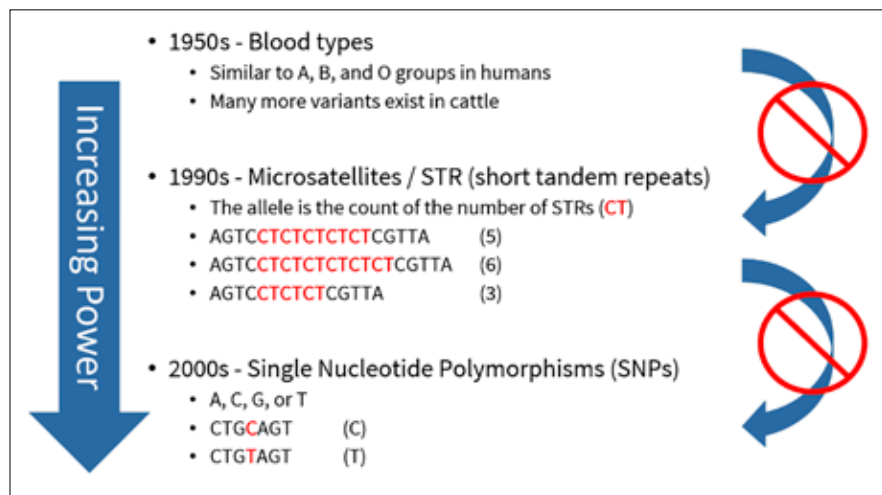 Increasing Power
• 1950s - Blood types
• Similar to A, B, and O groups in humans
• Many more variants exist in cattle
• 1990s - Microsatellites / STR (short tandem repeats)
• The allele is the count of the number of STRs (CT)
• AGTCCTCTCTCTCTCGTTA (5)
• AGTCCTCTCTCTCTCTCGTTA (6)
• AGTCCTCTCTCGTTA (3)
• 2000s - Single Nucleotide Polymorphisms (SNPs)
• A, C, G, or T
• CTGCAGT (C)
• CTGTAGT (T)